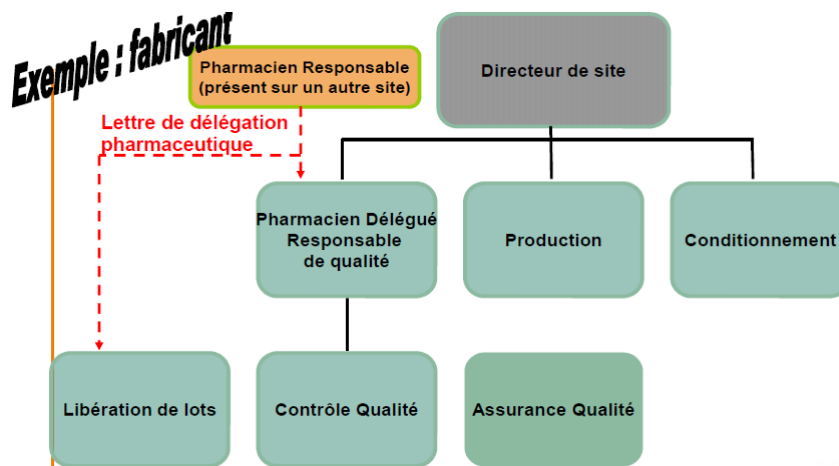 Exemple : fabricant
Pharmacien Responsable
(présent sur un autre site)
Directeur de site
Lettre de délégation
pharmaceutique
Pharmacien Délégué
Responsable
de qualité
Production
Conditionnement
Libération de lots
Contrôle Qualité
Assurance Qualité